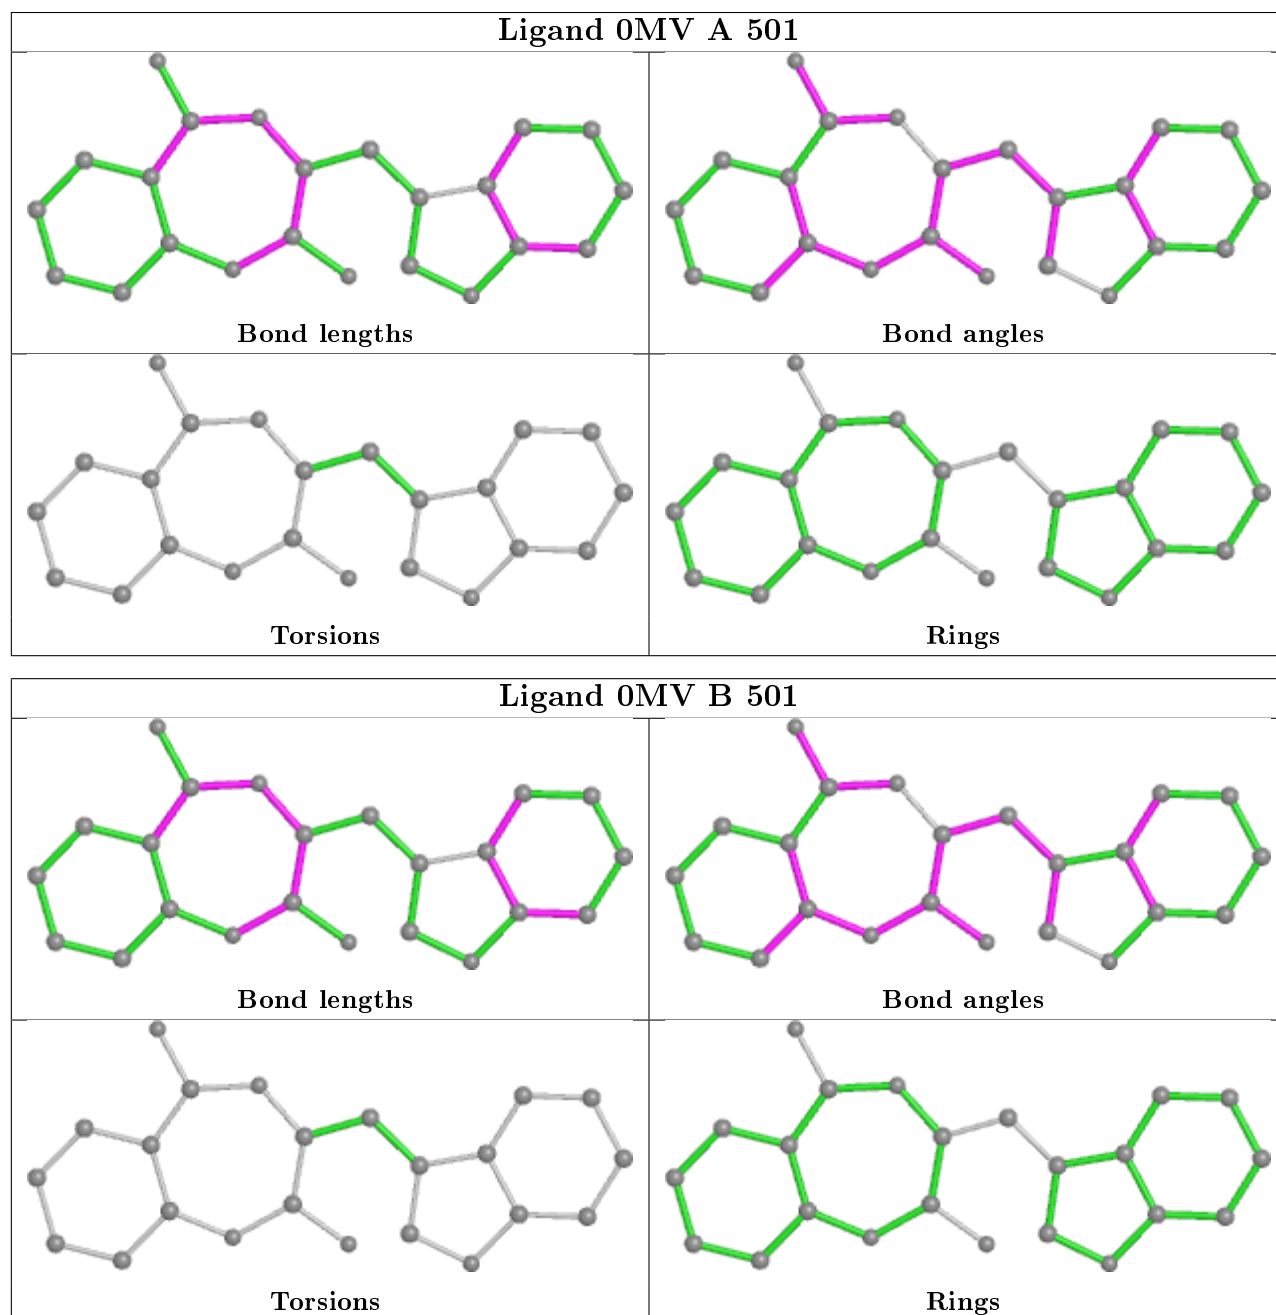 Ligand 0MV A 501
Bond lengths
Bond angles
Torsions
Rings
Ligand 0MV B 501
Bond lengths
Bond angles
Torsions
Rings